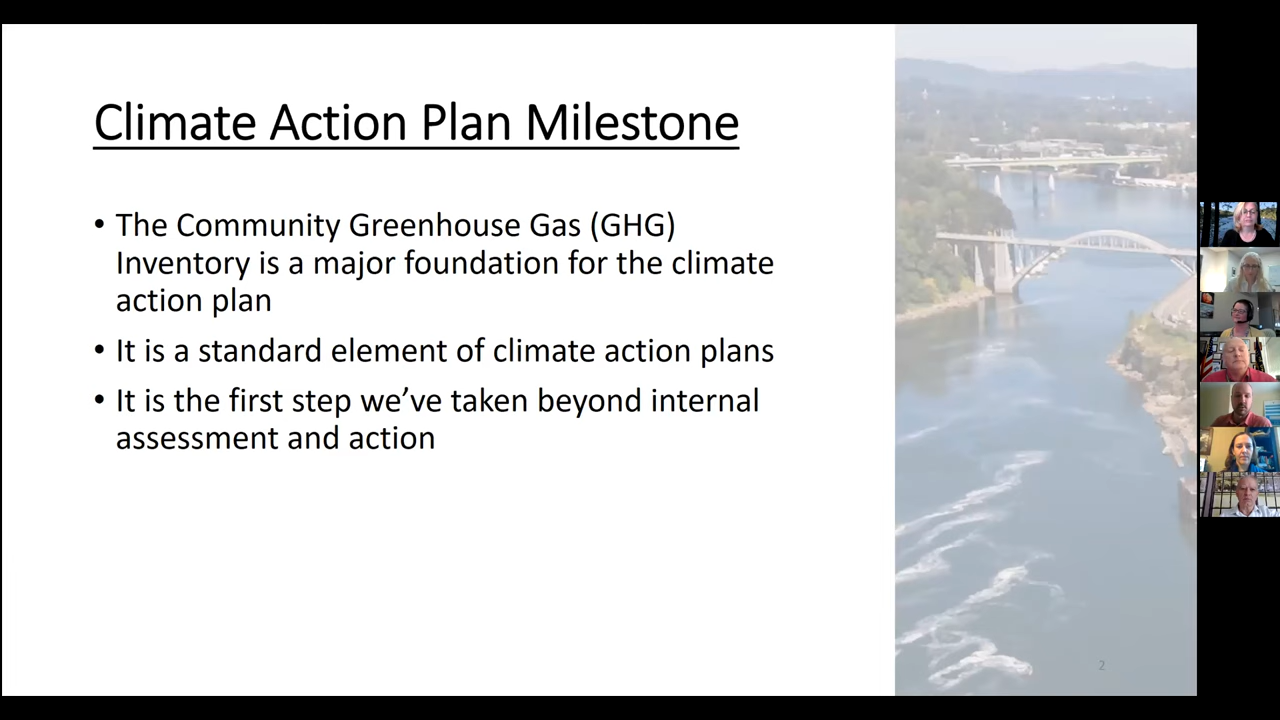 Climate Action Plan Milestone
• The Community Greenhouse Gas (GHG)
Inventory is a major foundation for the climate
action plan
• It is a standard element of climate action plans
• It is the first step we’ve taken beyond internal
assessment and action
2